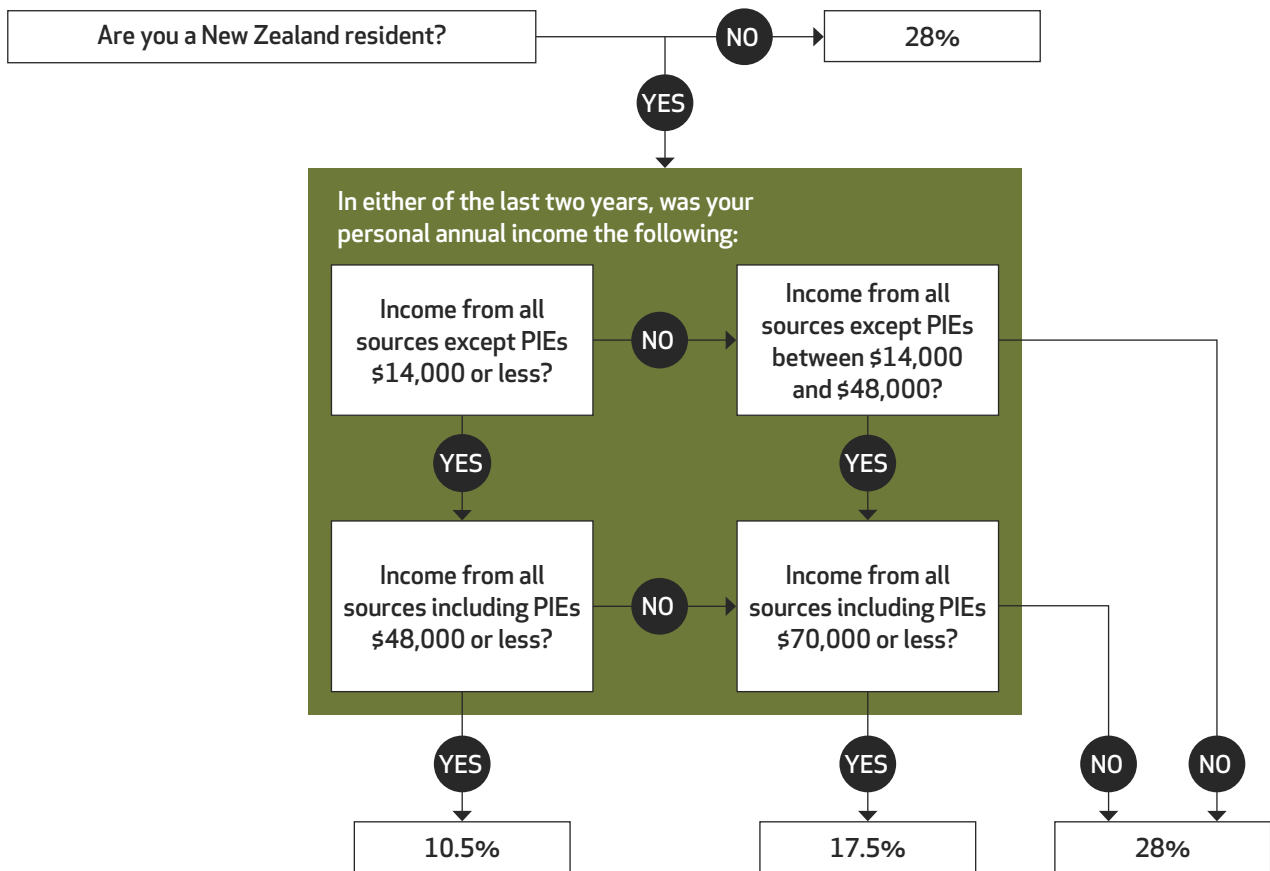 Are you a New Zealand resident?
NO
28%
YES
In either of the last two years, was your
personal annual income the following:
Income from all
sources except PIEs
$14,000 or less?
NO
Income from all
sources except PIEs
between $14,000
and $48,000?
YES
YES
Income from all
sources including PIEs
$48,000 or less?
NO
Income from all
sources including PIEs
$70,000 or less?
YES
YES
NO
NO
10.5%
17.5%
28%